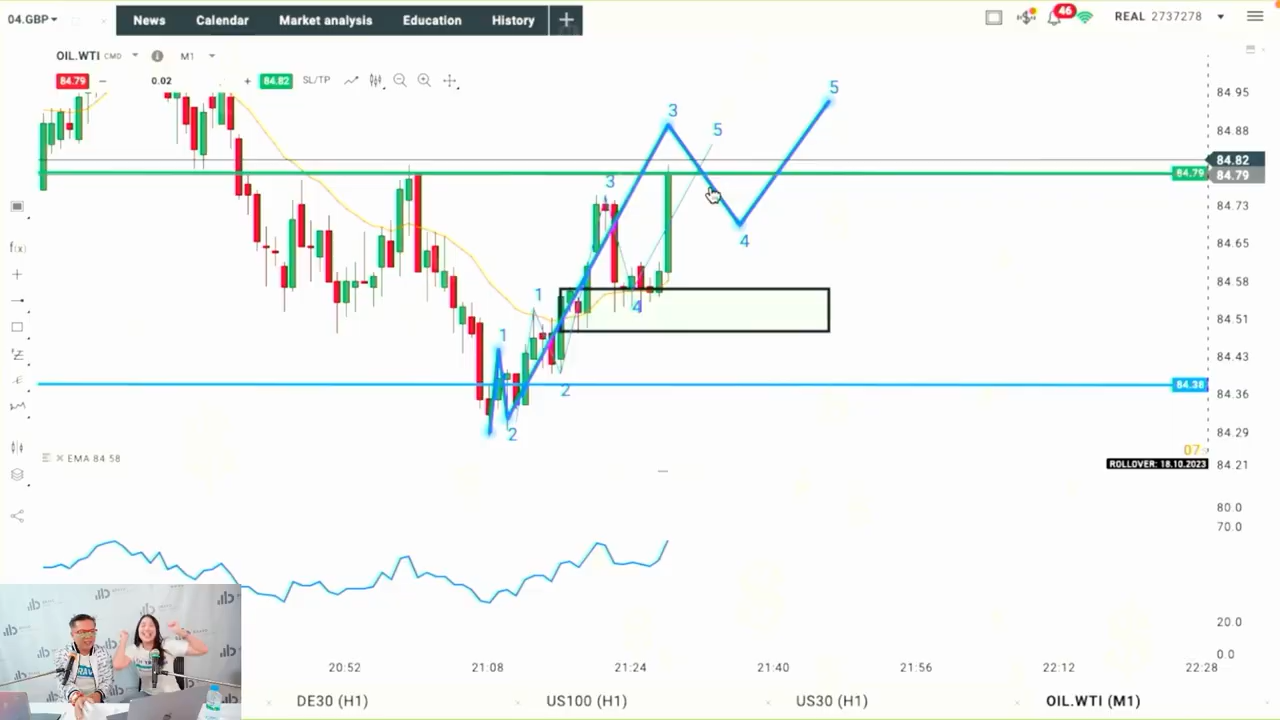 04.GBP
News
Calendar
Market analysis
Education
History
46
REAL 2737278
OIL.WTI CMD
M1
84.79
0.02
84.82
SL/TP
84.95
84.88
84.82
84.79
84.79
84.73
84.65
84.58
84.51
84.43
84.38
84.36
84.29
84.21
3
5
5
3
4
1
4
1
2
2
EMA 84 58
07
ROLLOVER: 18.10.2023
f(x)
80.0
70.0
20.0
0.0
20:52
21:08
21:24
21:40
21:56
22:12
22:28
DE30 (H1)
US100 (H1)
US30 (H1)
OIL.WTI (M1)